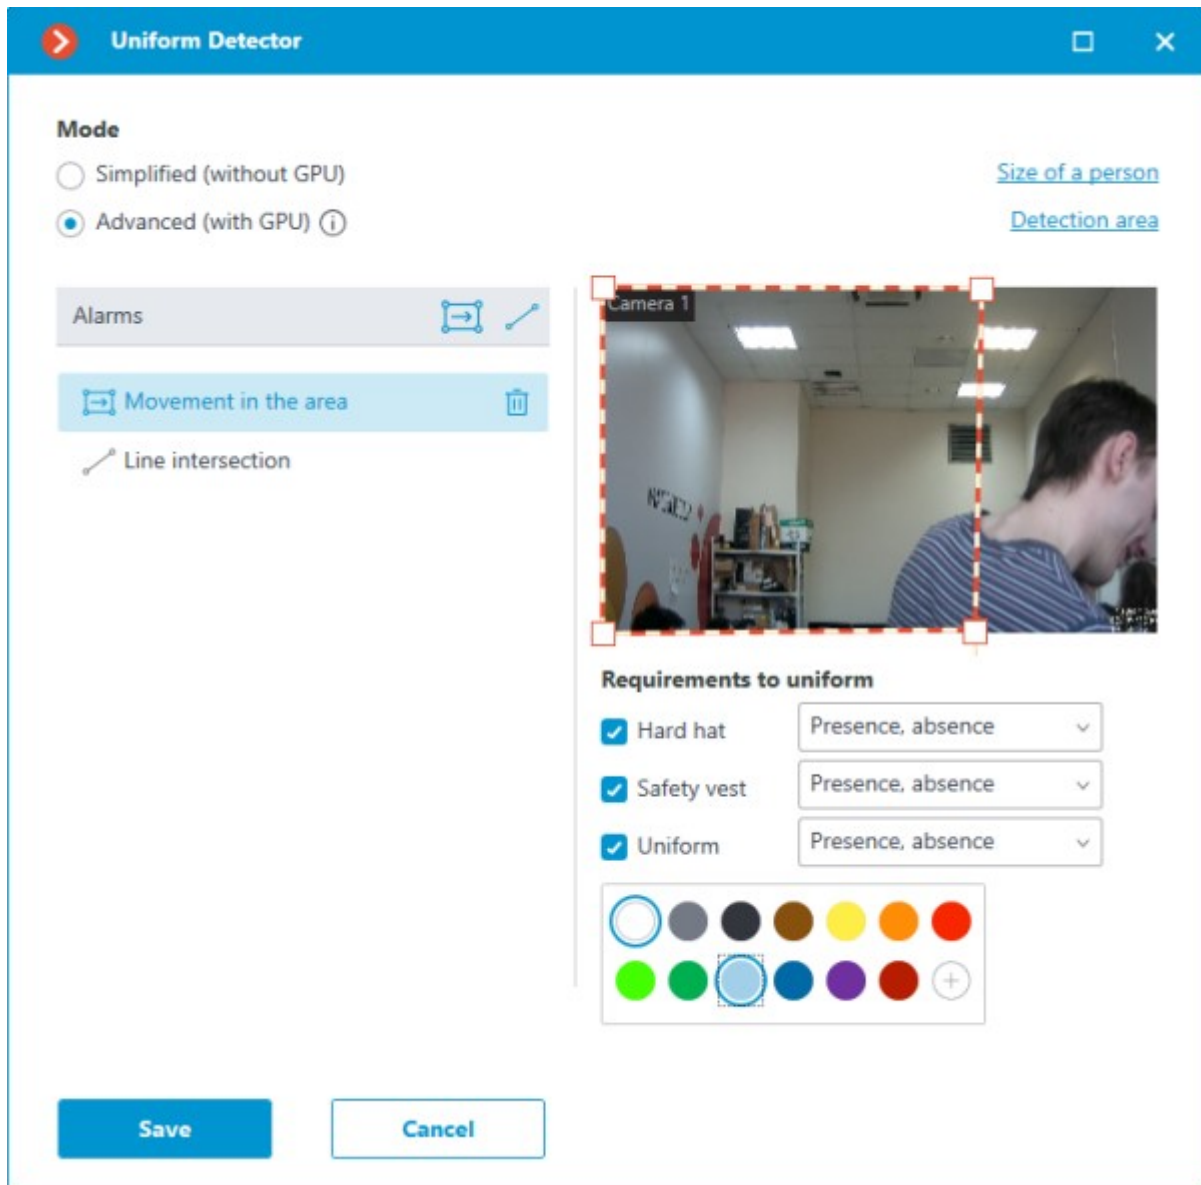 Uniform Detector
Mode
Simplified (without GPU)
Advanced (with GPU)
Size of a person
Detection area
Alarms
Movement in the area
Line intersection
Camera 1
Requirements to uniform
Hard hat Presence, absence
Safety vest Presence, absence
Uniform Presence, absence
Save Cancel